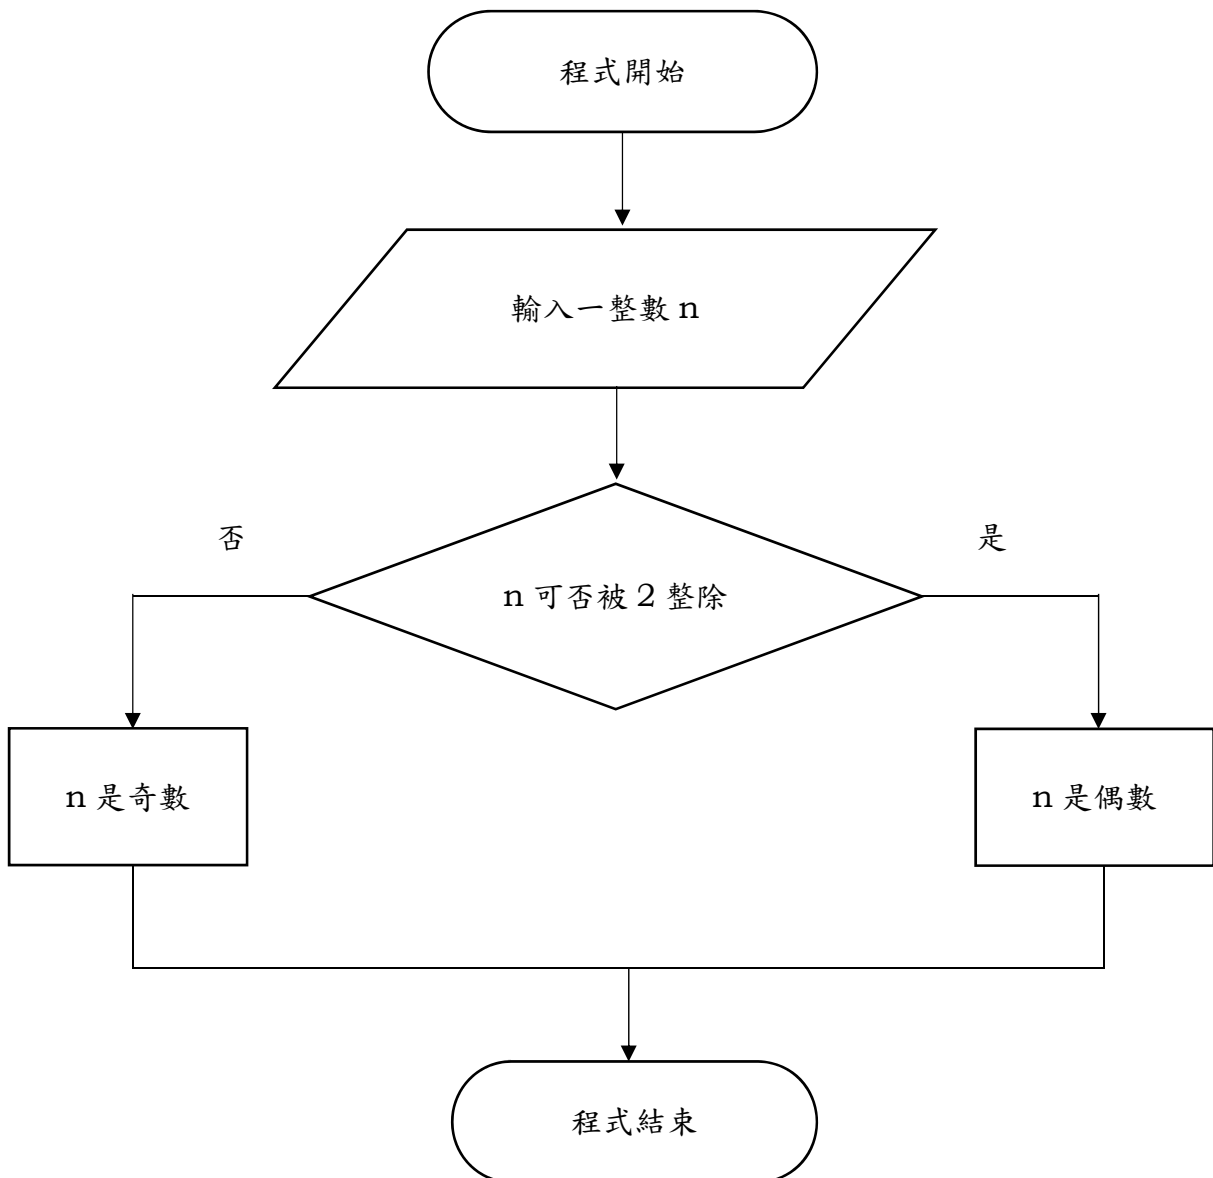 程式開始
輸入一整數 n
否
是
n 可否被 2 整除
n 是奇數
n 是偶數
程式結束